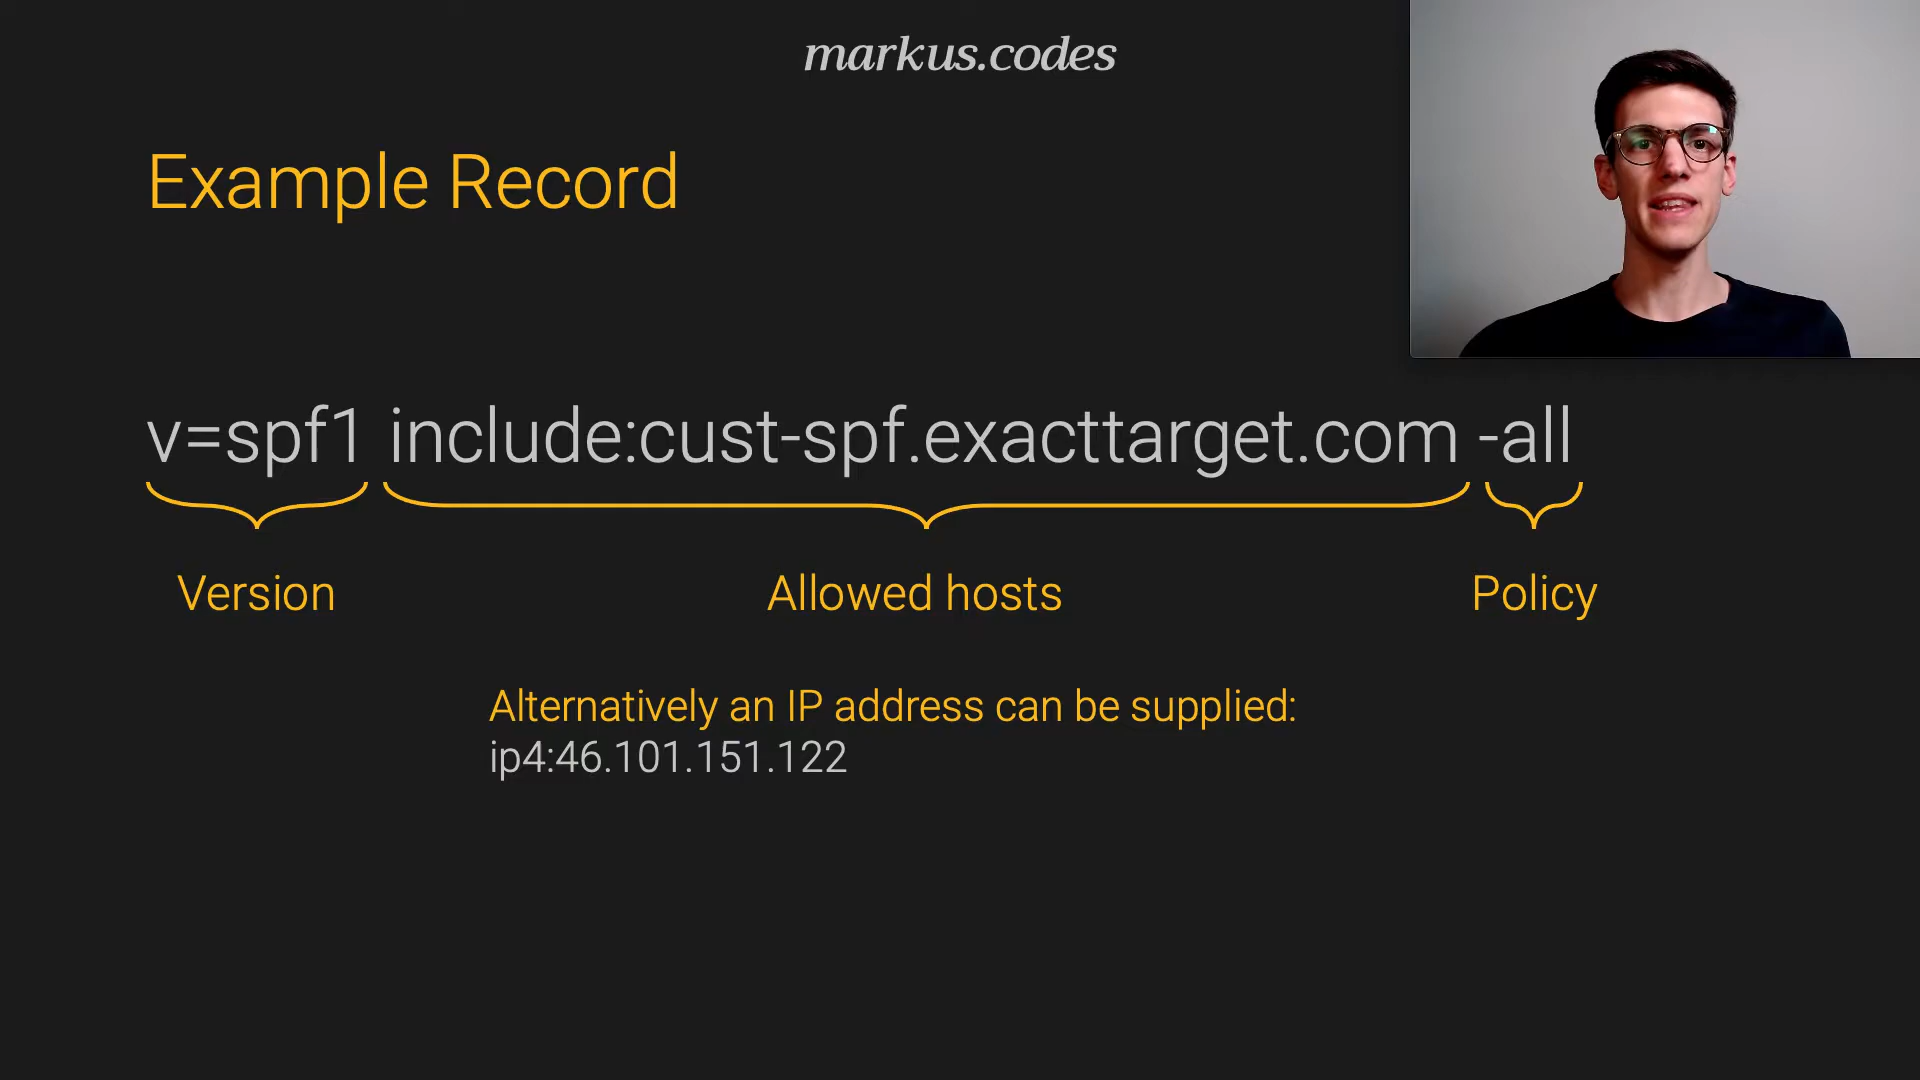 markus.codes
Example Record
v=spf1 include:cust-spf.exacttarget.com -all
Version Allowed hosts Policy
Alternatively an IP address can be supplied:
ip4:46.101.151.122